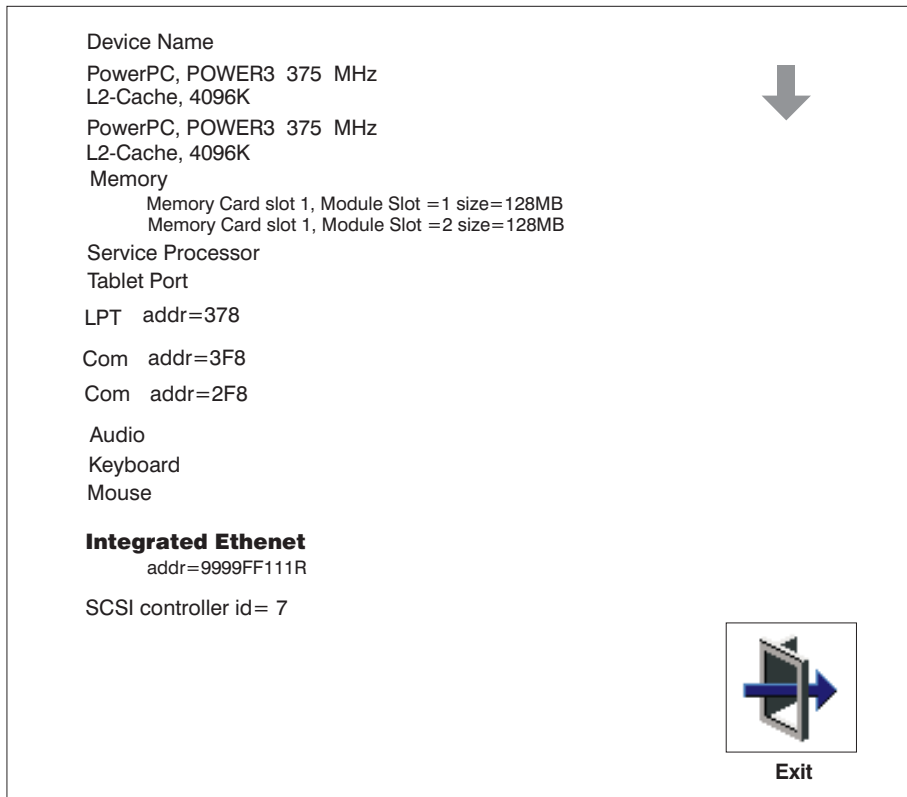 Device Name
PowerPC, POWER3 375 MHz
L2-Cache, 4096K
PowerPC, POWER3 375 MHz
L2-Cache, 4096K
Memory
Memory Card slot 1, Module Slot =1 size=128MB
Memory Card slot 1, Module Slot =2 size=128MB
Service Processor
Tablet Port
LPT addr=378
Com addr=3F8
Com addr=2F8
Audio
Keyboard
Mouse
Integrated Ethenet
addr=9999FF111R
SCSI controller id= 7
Exit